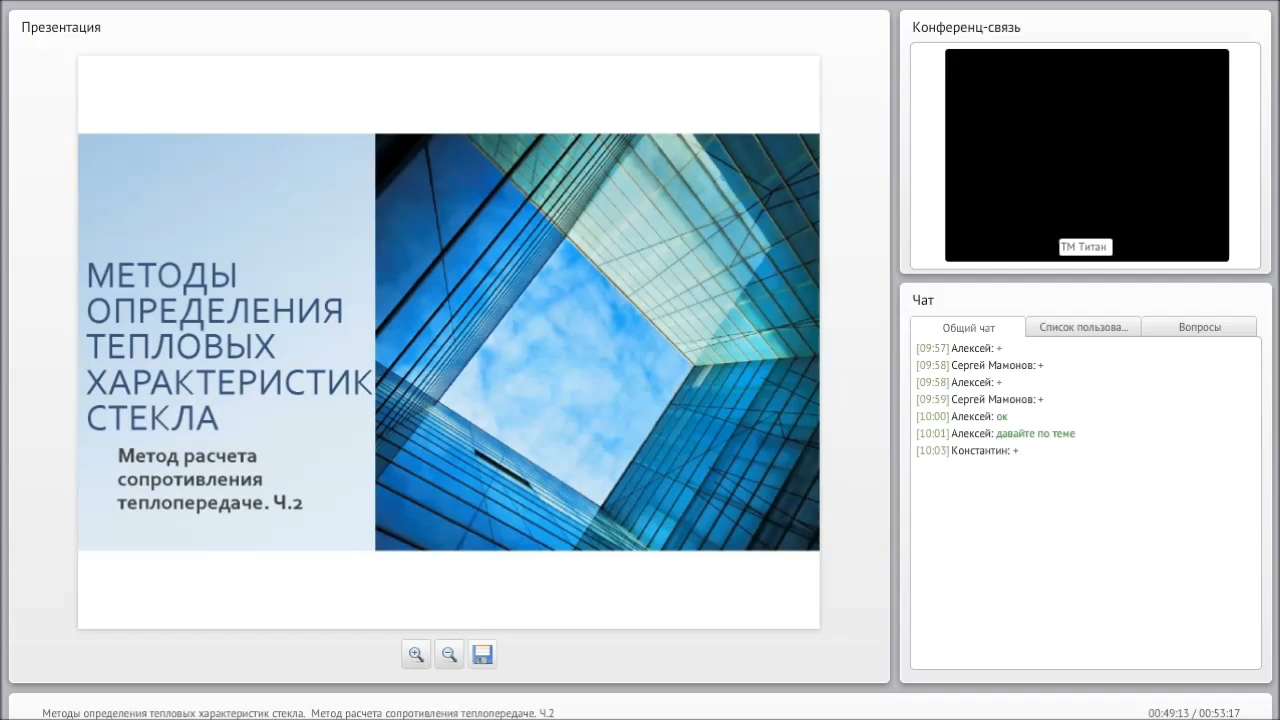 Презентация
МЕТОДЫ
ОПРЕДЕЛЕНИЯ
ТЕПЛОВЫХ
ХАРАКТЕРИСТИК
СТЕКЛА
Метод расчета
сопротивления
теплопередаче. Ч.2
Конференц-связь
ТМ Титан
Чат
Общий чат
Список пользова...
Вопросы
[09:57] Алексей: +
[09:58] Сергей Мамонов: +
[09:58] Алексей: +
[09:59] Сергей Мамонов: +
[10:00] Алексей: ок
[10:01] Алексей: давайте по теме
[10:03] Константин: +
Методы определения тепловых характеристик стекла. Метод расчета сопротивления теплопередаче. Ч.2
00:49:13 / 00:53:17